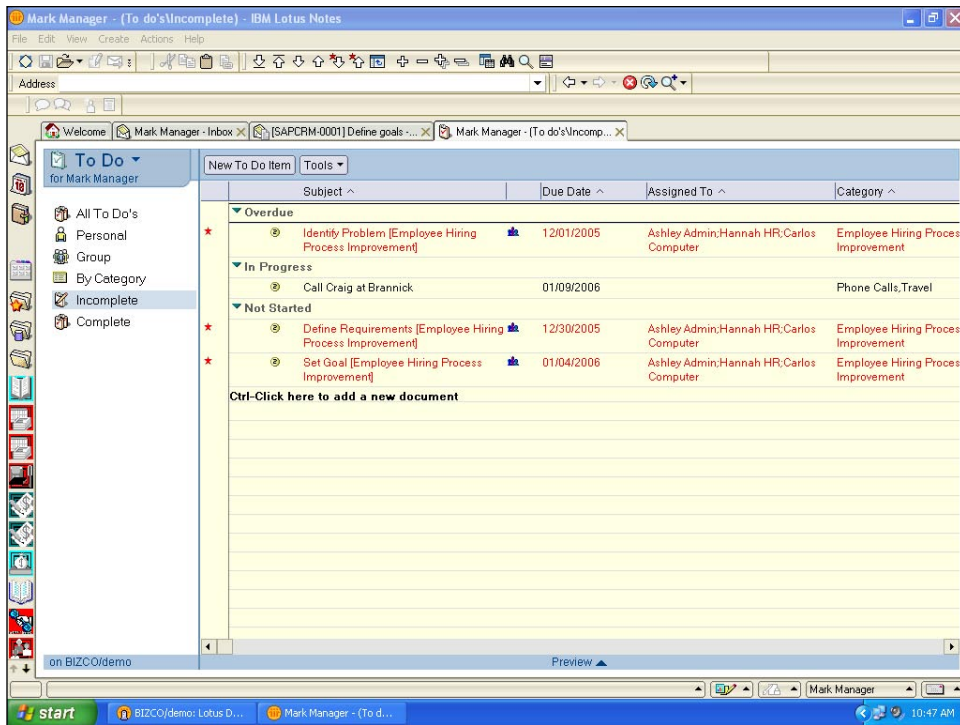 Mark Manager - (To do's\Incomplete) - IBM Lotus Notes
File Edit View Create Actions Help
Address
Welcome
Mark Manager - Inbox
[SAPCRM-0001] Define goals -...
Mark Manager - (To do's\Incomp...
To Do
for Mark Manager
New To Do Item
Tools
18
All To Do's
Personal
Group
By Category
Incomplete
Complete
Subject Due Date Assigned To Category
Overdue
2 Identify Problem [Employee Hiring 12/01/2005 Ashley Admin;Hannah HR;Carlos Employee Hiring Proces
Process Improvement] Computer Improvement
In Progress
2 Call Craig at Brannick 01/09/2006 Phone Calls,Travel
Not Started
2 Define Requirements [Employee Hiring 12/30/2005 Ashley Admin;Hannah HR;Carlos Employee Hiring Proces
Process Improvement] Computer Improvement
2 Set Goal [Employee Hiring Process 01/04/2006 Ashley Admin;Hannah HR;Carlos Employee Hiring Proces
Improvement] Computer Improvement
Ctrl-Click here to add a new document
on BIZCO/demo
Preview
Mark Manager
start
BIZCO/demo: Lotus D...
Mark Manager - (To d...
10:47 AM